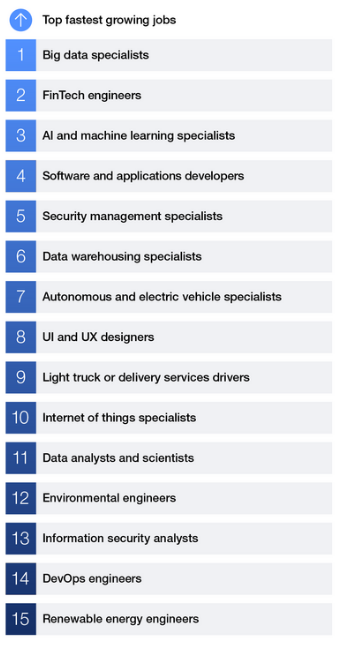 Top fastest growing jobs
1 Big data specialists
2 FinTech engineers
3 AI and machine learning specialists
4 Software and applications developers
5 Security management specialists
6 Data warehousing specialists
7 Autonomous and electric vehicle specialists
8 UI and UX designers
9 Light truck or delivery services drivers
10 Internet of things specialists
11 Data analysts and scientists
12 Environmental engineers
13 Information security analysts
14 DevOps engineers
15 Renewable energy engineers